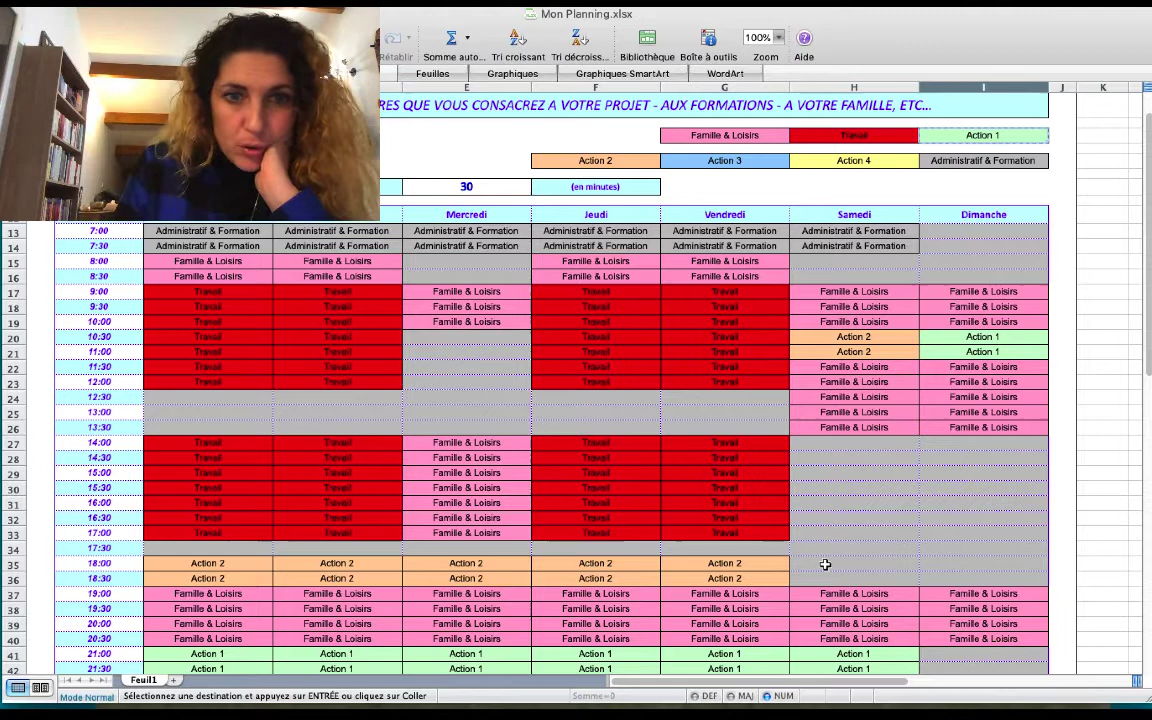 Mon Planning.xlsx
Rétablir Somme auto... Tri croissant Tri décroiss... Bibliothèque Boîte à outils 100% Zoom Aide
Feuilles Graphiques Graphiques SmartArt WordArt
E F G H I J K
RES QUE VOUS CONSACREZ A VOTRE PROJET - AUX FORMATIONS - A VOTRE FAMILLE, ETC...
Famille & Loisirs Travail Action 1
Action 2 Action 3 Action 4 Administratif & Formation
30 (en minutes)
Mercredi Jeudi Vendredi Samedi Dimanche
13 7:00 Administratif & Formation Administratif & Formation Administratif & Formation Administratif & Formation Administratif & Formation Administratif & Formation
14 7:30 Administratif & Formation Administratif & Formation Administratif & Formation Administratif & Formation Administratif & Formation Administratif & Formation
15 8:00 Famille & Loisirs Famille & Loisirs Famille & Loisirs Famille & Loisirs
16 8:30 Famille & Loisirs Famille & Loisirs Famille & Loisirs Famille & Loisirs
17 9:00 Travail Travail Famille & Loisirs Travail Travail Famille & Loisirs Famille & Loisirs
18 9:30 Travail Travail Famille & Loisirs Travail Travail Famille & Loisirs Famille & Loisirs
19 10:00 Travail Travail Famille & Loisirs Travail Travail Famille & Loisirs Famille & Loisirs
20 10:30 Travail Travail Travail Travail Action 2 Action 1
21 11:00 Travail Travail Travail Travail Action 2 Action 1
22 11:30 Travail Travail Travail Travail Famille & Loisirs Famille & Loisirs
23 12:00 Travail Travail Travail Travail Famille & Loisirs Famille & Loisirs
24 12:30 Famille & Loisirs Famille & Loisirs
25 13:00 Famille & Loisirs Famille & Loisirs
26 13:30 Famille & Loisirs Famille & Loisirs
27 14:00 Travail Travail Famille & Loisirs Travail Travail
28 14:30 Travail Travail Famille & Loisirs Travail Travail
29 15:00 Travail Travail Famille & Loisirs Travail Travail
30 15:30 Travail Travail Famille & Loisirs Travail Travail
31 16:00 Travail Travail Famille & Loisirs Travail Travail
32 16:30 Travail Travail Famille & Loisirs Travail Travail
33 17:00 Travail Travail Famille & Loisirs Travail Travail
34 17:30
35 18:00 Action 2 Action 2 Action 2 Action 2 Action 2
36 18:30 Action 2 Action 2 Action 2 Action 2 Action 2
37 19:00 Famille & Loisirs Famille & Loisirs Famille & Loisirs Famille & Loisirs Famille & Loisirs Famille & Loisirs Famille & Loisirs
38 19:30 Famille & Loisirs Famille & Loisirs Famille & Loisirs Famille & Loisirs Famille & Loisirs Famille & Loisirs Famille & Loisirs
39 20:00 Famille & Loisirs Famille & Loisirs Famille & Loisirs Famille & Loisirs Famille & Loisirs Famille & Loisirs Famille & Loisirs
40 20:30 Famille & Loisirs Famille & Loisirs Famille & Loisirs Famille & Loisirs Famille & Loisirs Famille & Loisirs Famille & Loisirs
41 21:00 Action 1 Action 1 Action 1 Action 1 Action 1 Action 1
42 21:30 Action 1 Action 1 Action 1 Action 1 Action 1 Action 1
Feuil1
Mode Normal Sélectionnez une destination et appuyez sur ENTRÉE ou cliquez sur Coller Somme=0 DEF MAJ NUM